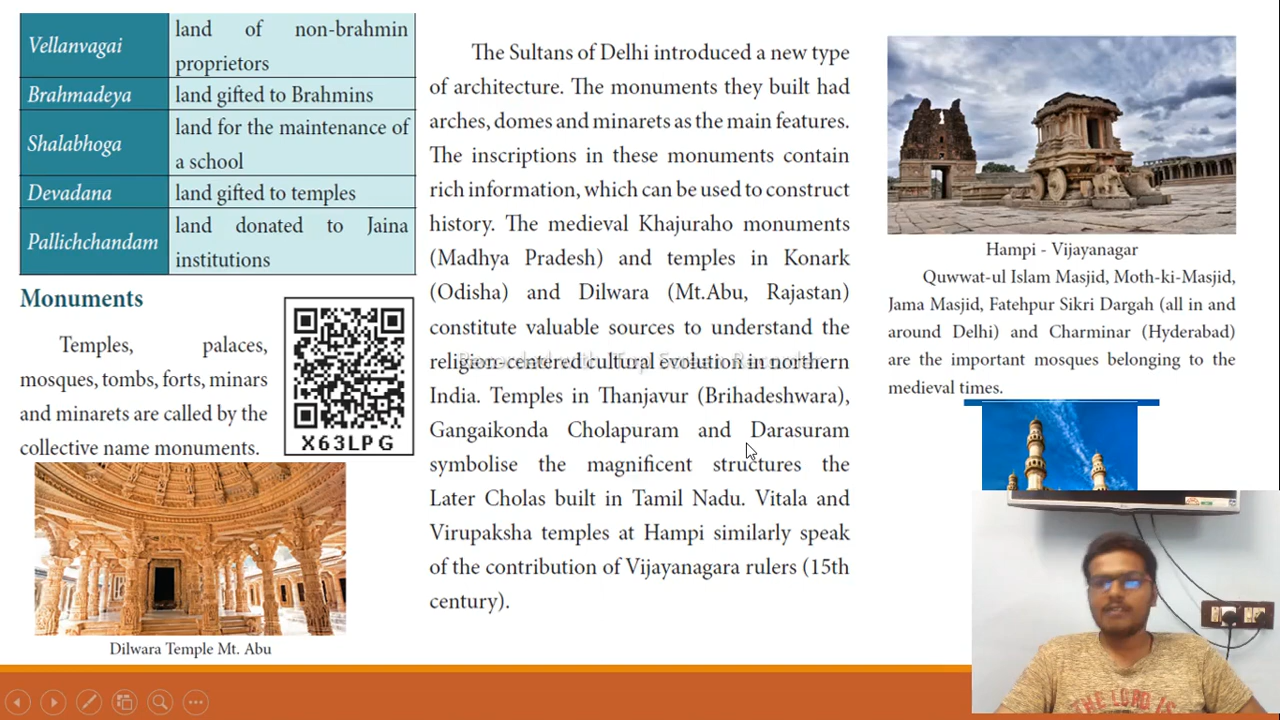 Vellanvagai
land of non-brahmin
proprietors
Brahmadeya
land gifted to Brahmins
Shalabhoga
land for the maintenance of
a school
Devadana
land gifted to temples
Pallichchandam
land donated to Jaina
institutions
Monuments
Temples, palaces,
mosques, tombs, forts, minars
and minarets are called by the
collective name monuments.
X63LPG
Dilwara Temple Mt. Abu
The Sultans of Delhi introduced a new type
of architecture. The monuments they built had
arches, domes and minarets as the main features.
The inscriptions in these monuments contain
rich information, which can be used to construct
history. The medieval Khajuraho monuments
(Madhya Pradesh) and temples in Konark
(Odisha) and Dilwara (Mt.Abu, Rajastan)
constitute valuable sources to understand the
religion-centered cultural evolution in northern
India. Temples in Thanjavur (Brihadeshwara),
Gangaikonda Cholapuram and Darasuram
symbolise the magnificent structures the
Later Cholas built in Tamil Nadu. Vitala and
Virupaksha temples at Hampi similarly speak
of the contribution of Vijayanagara rulers (15th
century).
Hampi - Vijayanagar
Quwwat-ul Islam Masjid, Moth-ki-Masjid,
Jama Masjid, Fatehpur Sikri Dargah (all in and
around Delhi) and Charminar (Hyderabad)
are the important mosques belonging to the
medieval times.
THE LORD IS